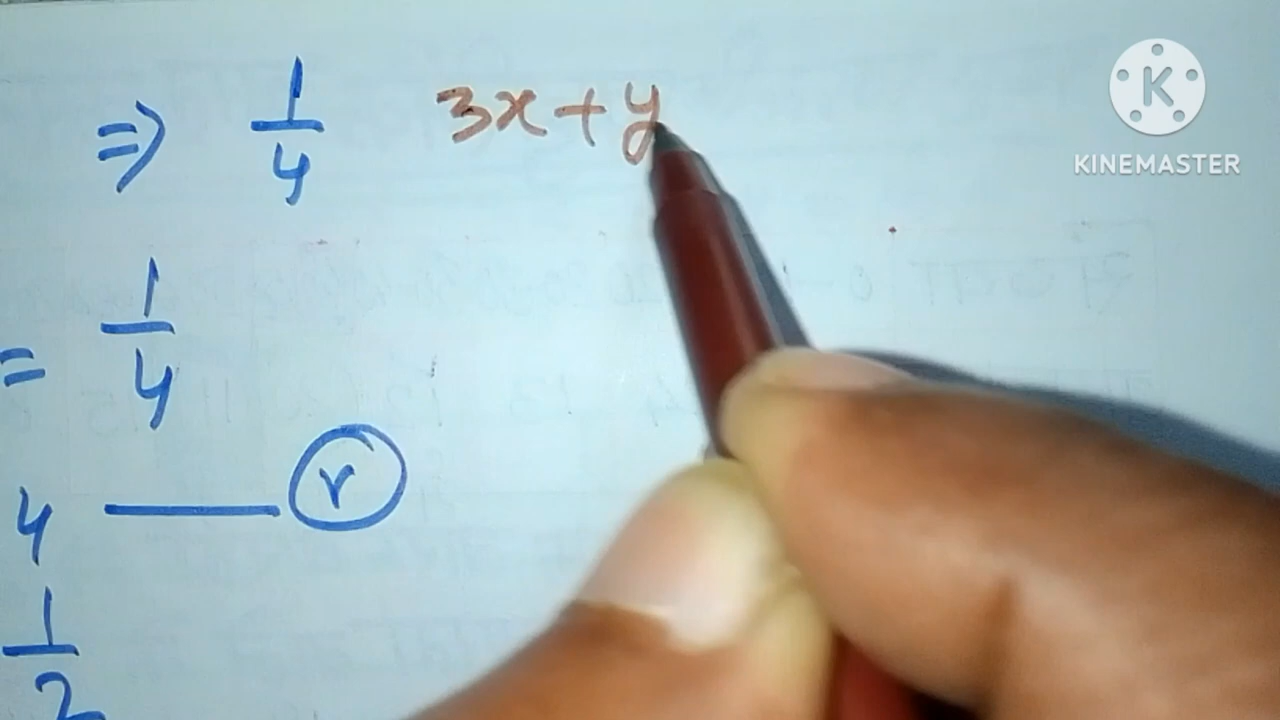 ⇒ 1/4 3x + y
= 1/4
4 —— (r)
1/2
K
KINEMASTER